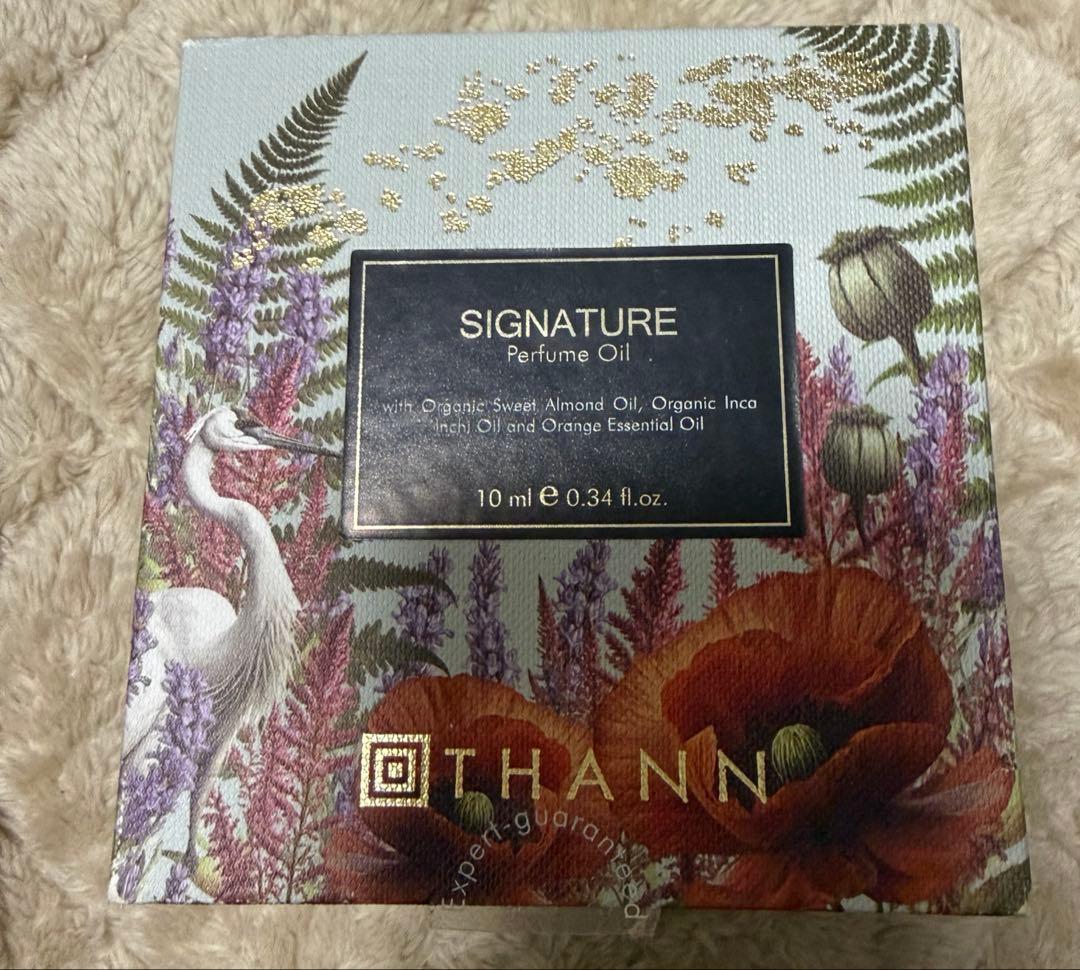 SIGNATURE
Perfume Oil
with Organic Sweet Almond Oil, Organic Inca
Inchi Oil and Orange Essential Oil
10 ml e 0.34 fl.oz.
THANN
Expert-guaranteed